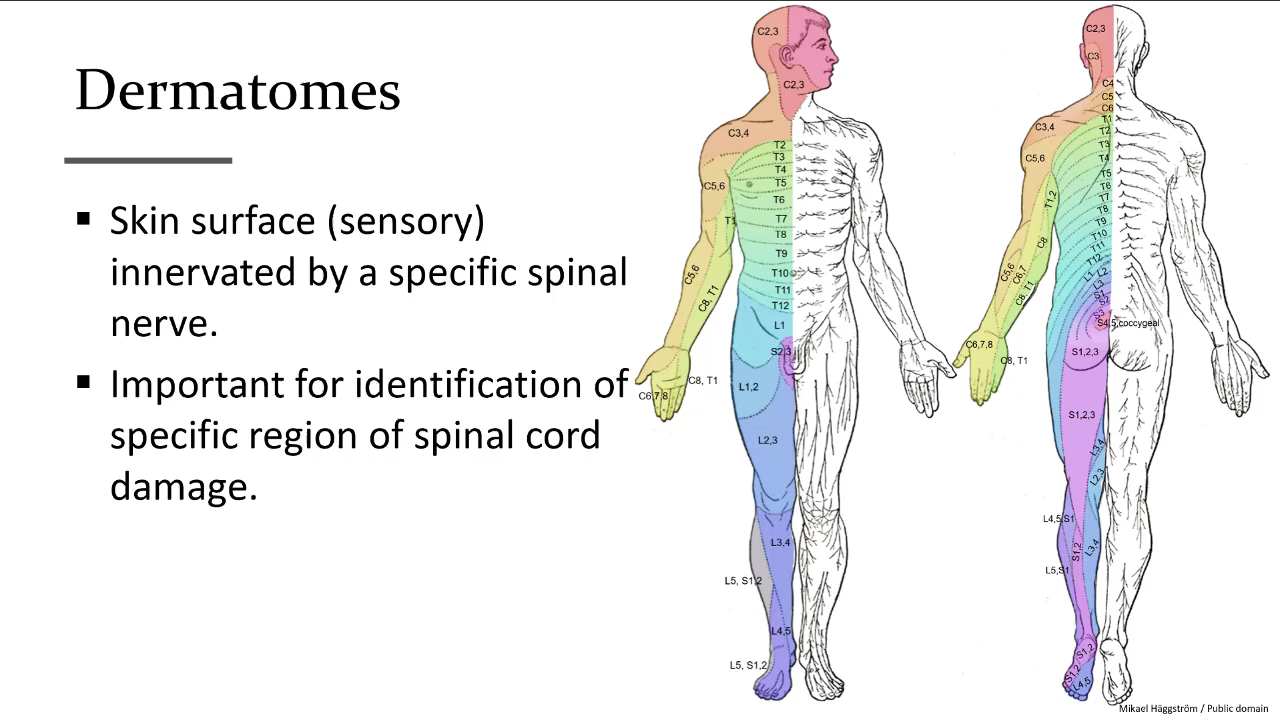 Dermatomes
▪ Skin surface (sensory)
innervated by a specific spinal
nerve.
▪ Important for identification of
specific region of spinal cord
damage.
C2,3
C2,3
C3,4
T2
T3
T4
T5
C5,6
T6
T7
T1
T8
T9
C5,6
T10
T11
C8, T1
T12
L1
S2,3
C8, T1
L1,2
C6,7,8
L2,3
L3,4
L5, S1,2
L4,5
L5, S1,2
C2,3
C3
C4
C5
C6
T1
C3,4
T2
T3
C5,6
T4
T5
T6
T1,2
T7
T8
T9
T10
C8
T11
T12
C5,6
C6,7
L1
L2
L3
C8, T1
S1
S2
S3
S4,5,coccygeal
C6,7,8
S1,2,3
C8, T1
S1,2,3
L3,4
L2,3
L4,5,S1
S1,2
L3,4
L5,S1
S1,2
S1,2
L4,5
Mikael Häggström / Public domain